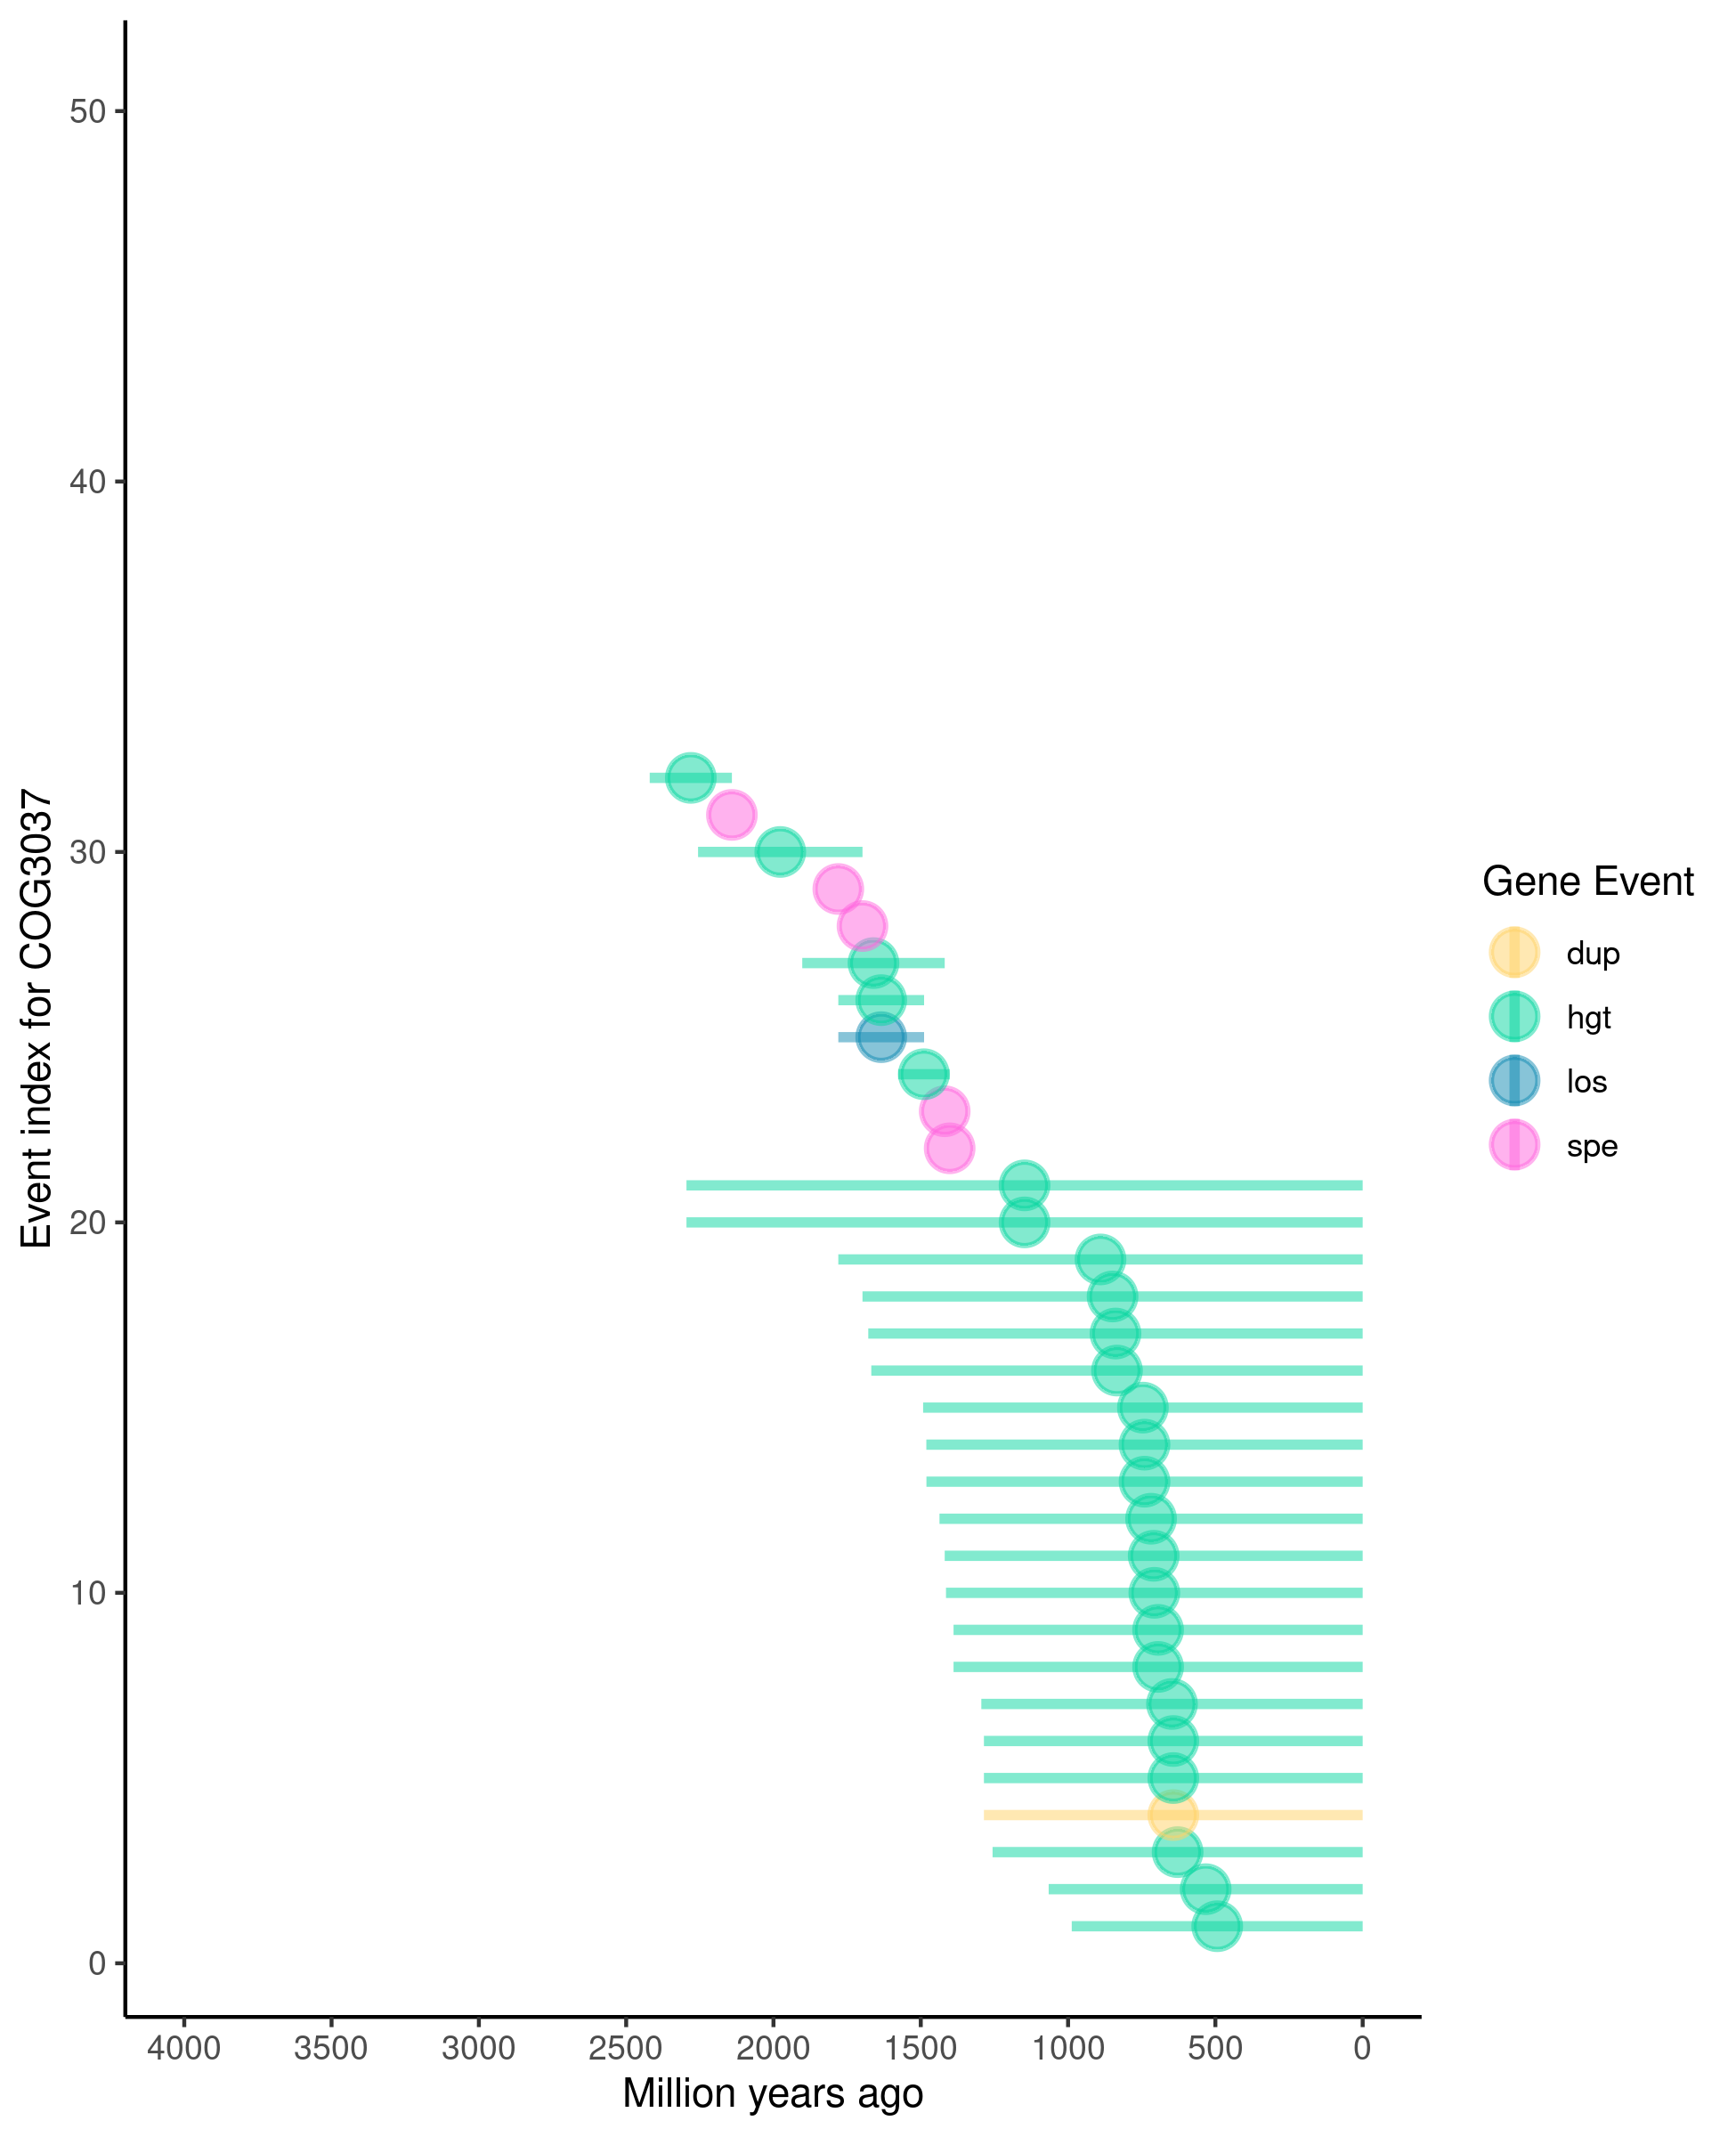 50
40
30
20
10
0
Event index for COG3037
4000 3500 3000 2500 2000 1500 1000 500 0
Million years ago
Gene Event
dup
hgt
los
spe